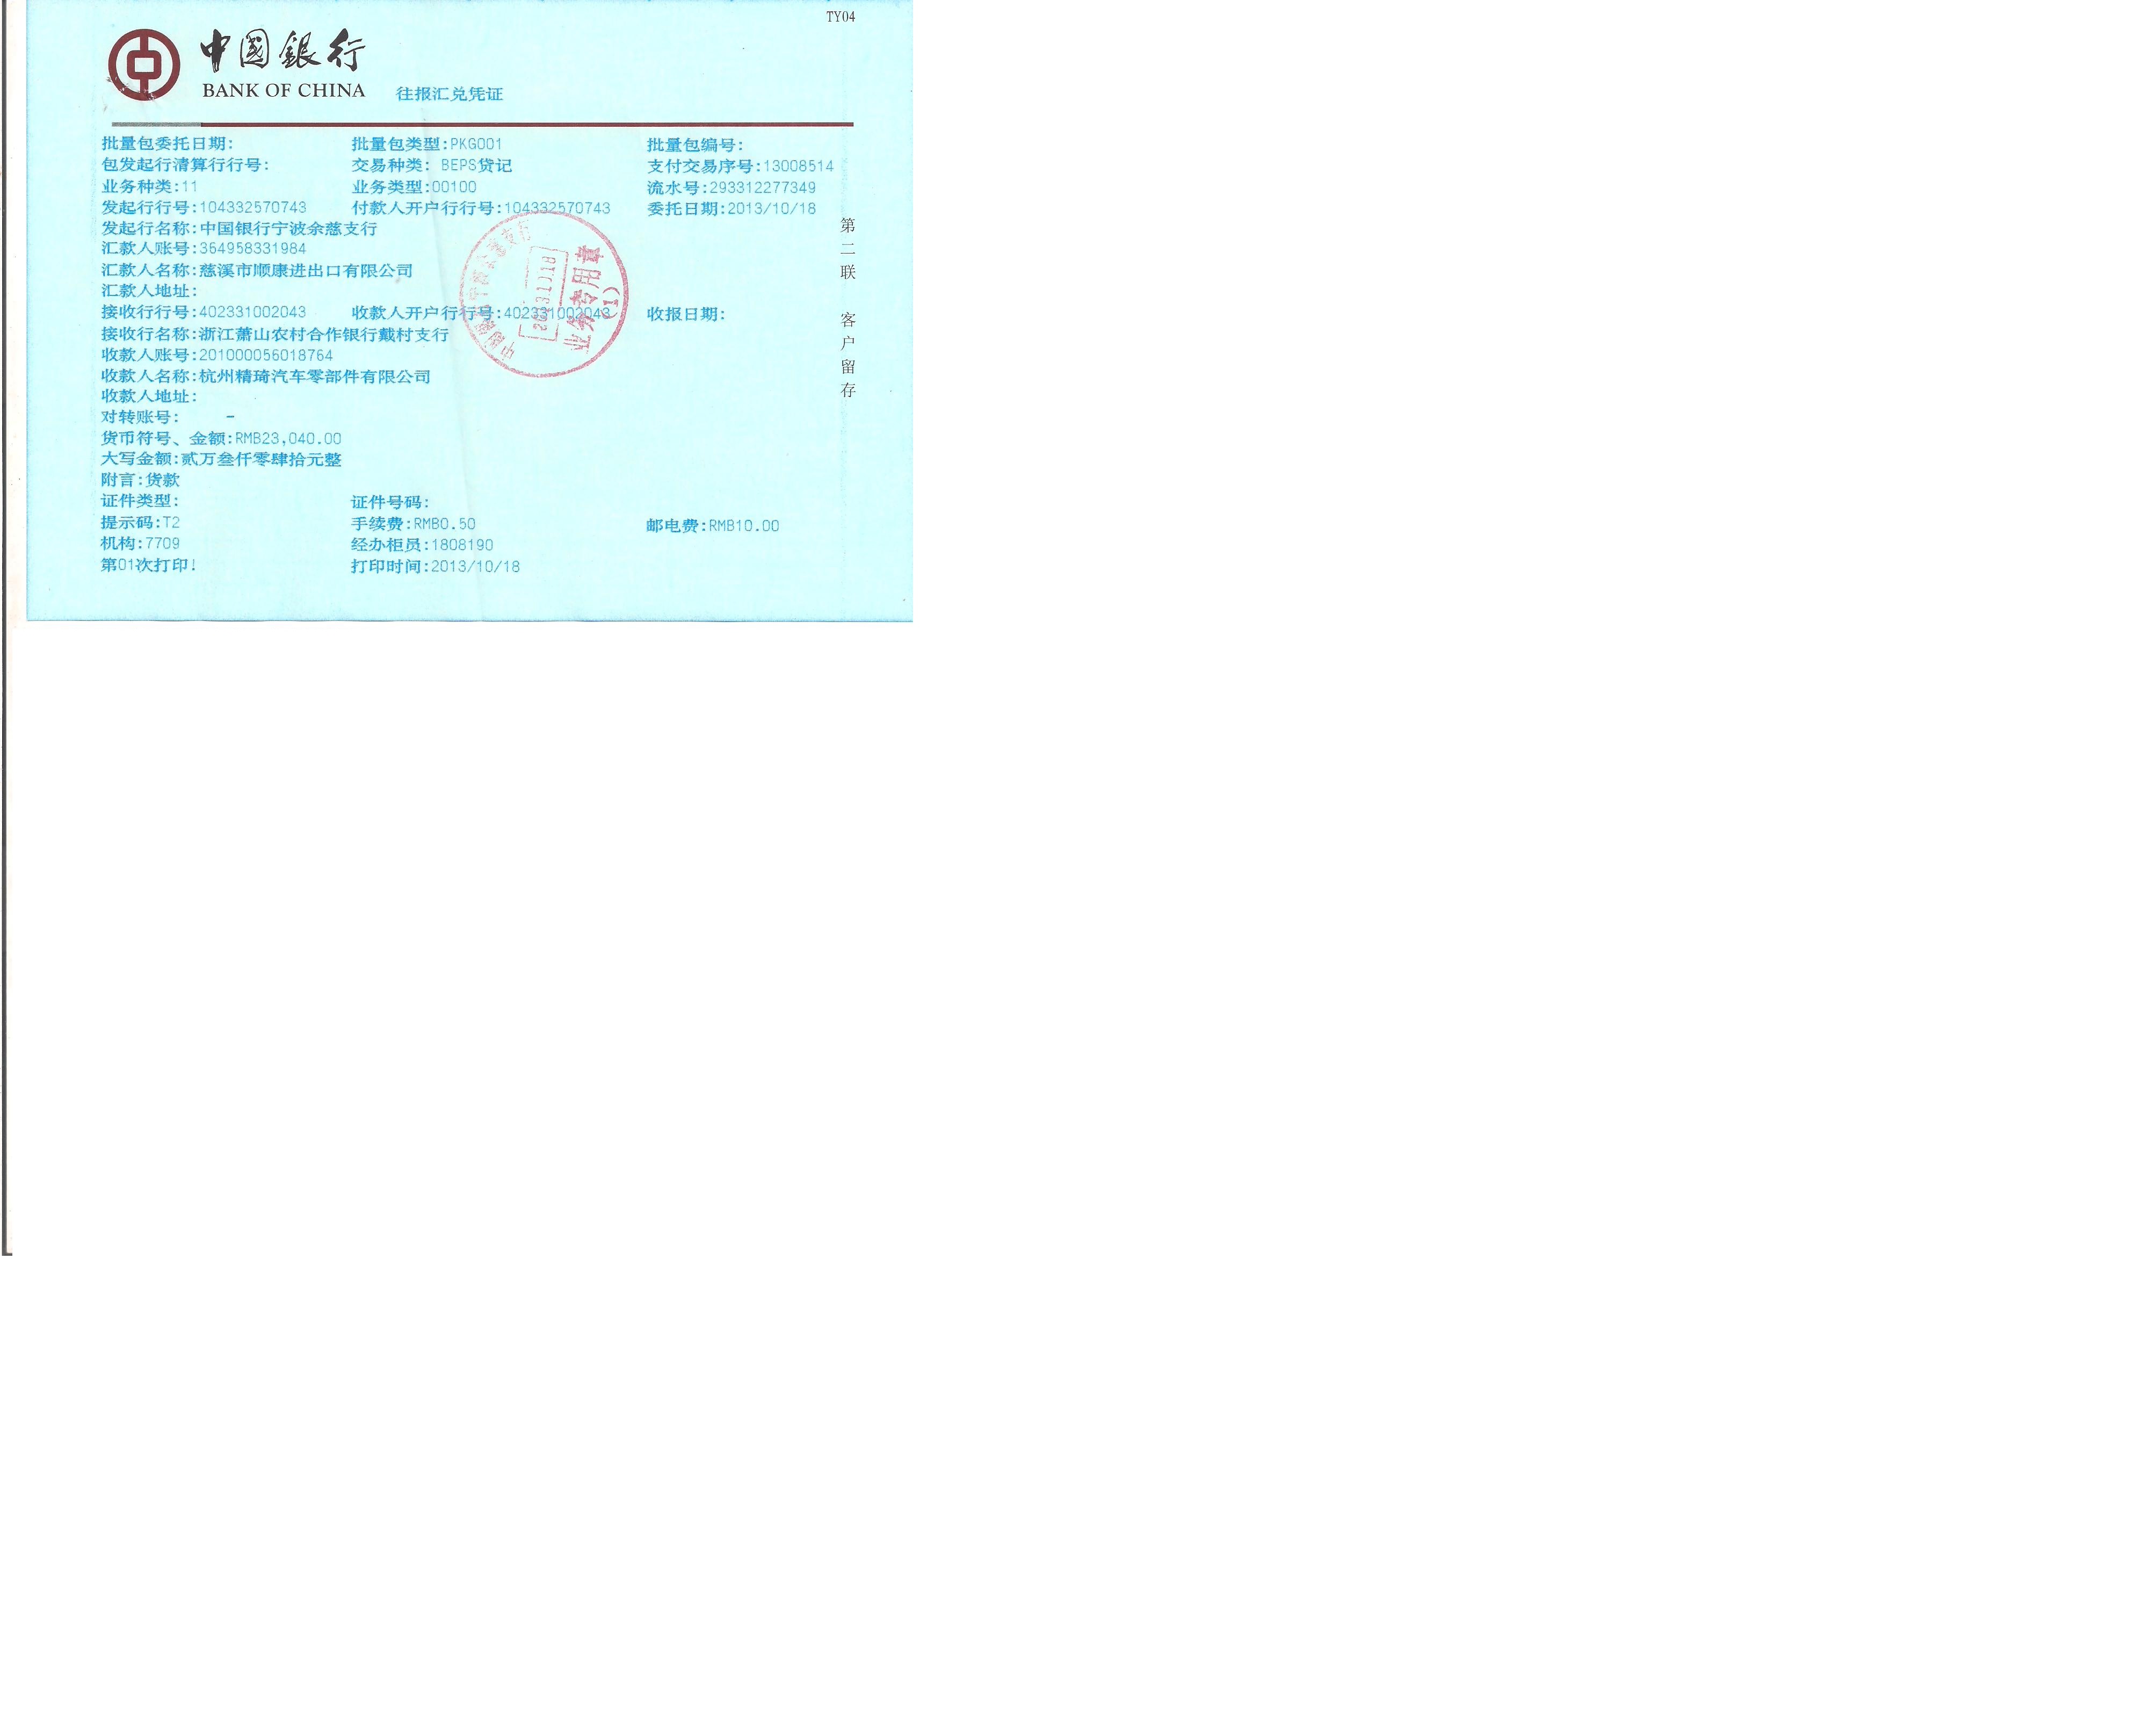 TY04
中國銀行
BANK OF CHINA 往报汇兑凭证
批量包委托日期: 批量包类型:PKG001 批量包编号:
包发起行清算行行号: 交易种类: BEPS贷记 支付交易序号:13008514
业务种类:11 业务类型:00100 流水号:293312277349
发起行行号:104332570743 付款人开户行行号:104332570743 委托日期:2013/10/18
发起行名称:中国银行宁波余慈支行
汇款人账号:364958331984
汇款人名称:慈溪市顺康进出口有限公司
汇款人地址:
接收行行号:402331002043 收款人开户行行号:402331002043 收报日期:
接收行名称:浙江萧山农村合作银行戴村支行
收款人账号:201000056018764
收款人名称:杭州精琦汽车零部件有限公司
收款人地址:
对转账号: -
货币符号、金额:RMB23,040.00
大写金额:贰万叁仟零肆拾元整
附言:货款
证件类型: 证件号码:
提示码:T2 手续费:RMB0.50 邮电费:RMB10.00
机构:7709 经办柜员:1808190
第01次打印! 打印时间:2013/10/18
第二联 客户留存
业务专用章
(1)